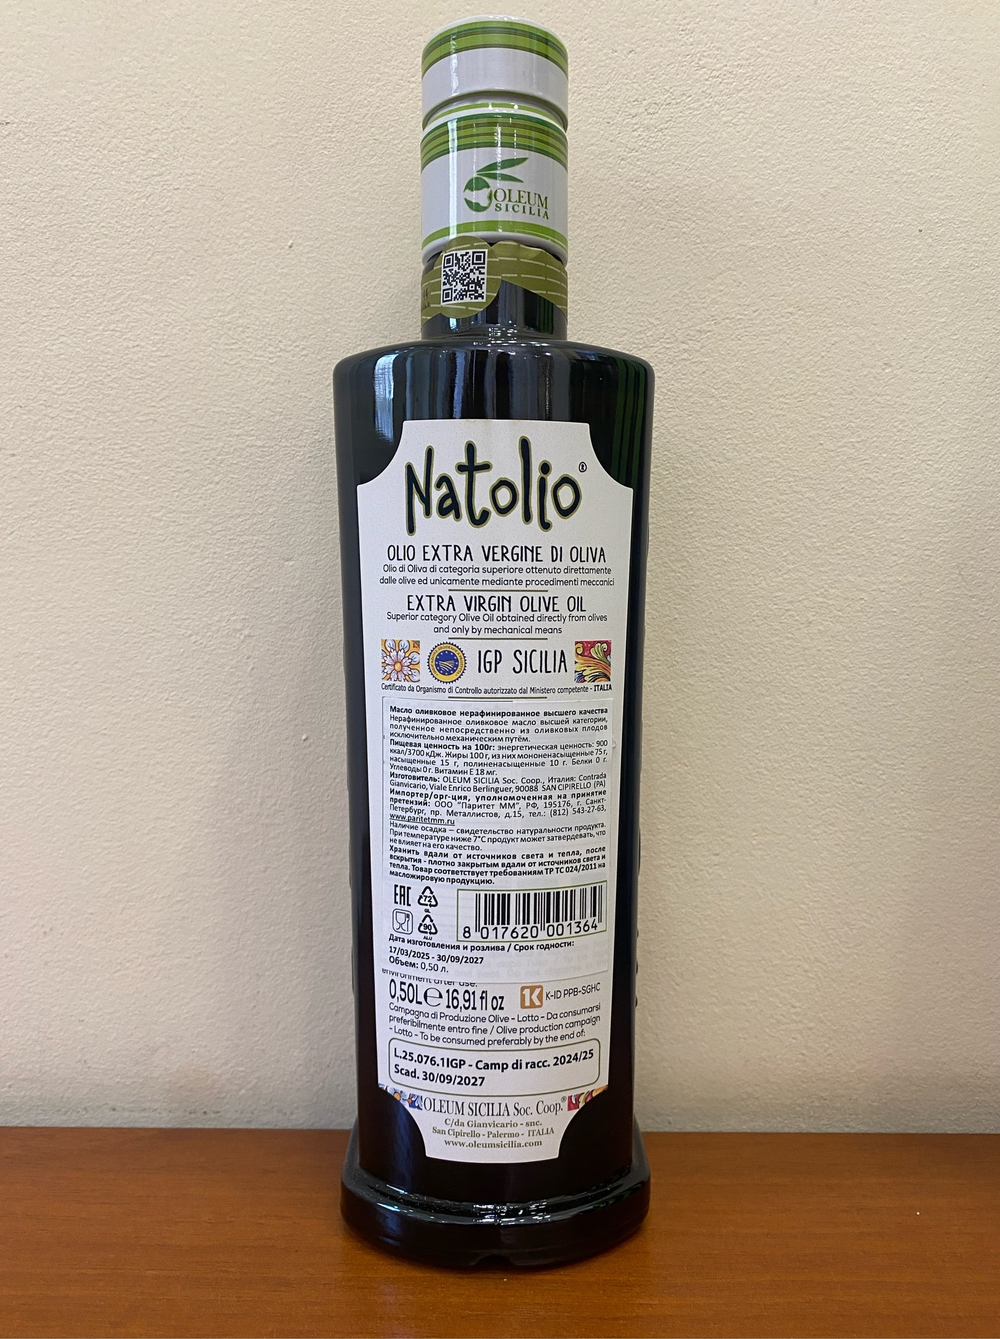 OLEUM
SICILIA
Natolio®
OLIO EXTRA VERGINE DI OLIVA
Olio di Oliva di categoria superiore ottenuto direttamente
dalle olive ed unicamente mediante procedimenti meccanici
EXTRA VIRGIN OLIVE OIL
Superior category Olive Oil obtained directly from olives
and only by mechanical means
IGP SICILIA
Certificato da Organismo di Controllo autorizzato dal Ministero competente - ITALIA
Масло оливковое нерафинированное высшего качества
Нерафинированное оливковое масло высшей категории,
полученное непосредственно из оливковых плодов
исключительно механическим путём.
Пищевая ценность на 100г: энергетическая ценность: 900
ккал/3700 кДж. Жиры 100 г, из них мононенасыщенные 75 г,
насыщенные 15 г, полиненасыщенные 10 г. Белки 0 г.
Углеводы 0 г. Витамин Е 18 мг.
Изготовитель: OLEUM SICILIA Soc. Coop., Италия: Contrada
Gianvicario, Viale Enrico Berlinguer, 90088 SAN CIPIRELLO (PA)
Импортер/орг-ция, уполномоченная на принятие
претензий: ООО "Паритет ММ", РФ, 195176, г. Санкт-
Петербург, пр. Металлистов, д.15, тел.: (812) 543-27-63,
www.paritetmm.ru
Наличие осадка – свидетельство натуральности продукта.
При температуре ниже 7°С продукт может затвердевать, что
не влияет на его качество.
Хранить вдали от источников света и тепла, после
вскрытия - плотно закрытым вдали от источников света и
тепла. Товар соответствует требованиям ТР ТС 024/2011 на
масложировую продукцию.
EAC 72
GL
90
ALU
8 017620 001364
Дата изготовления и розлива / Срок годности:
17/03/2025 - 30/09/2027
Объем: 0,50 л.
environment after use.
0,50L e 16,91 fl oz 1K K-ID PPB-SGHC
Campagna di Produzione Olive - Lotto - Da consumarsi
preferibilmente entro fine / Olive production campaign
- Lotto - To be consumed preferably by the end of:
L.25.076.1IGP - Camp di racc. 2024/25
Scad. 30/09/2027
OLEUM SICILIA Soc. Coop.®
C/da Gianvicario - snc.
San Cipirello - Palermo - ITALIA
www.oleumsicilia.com